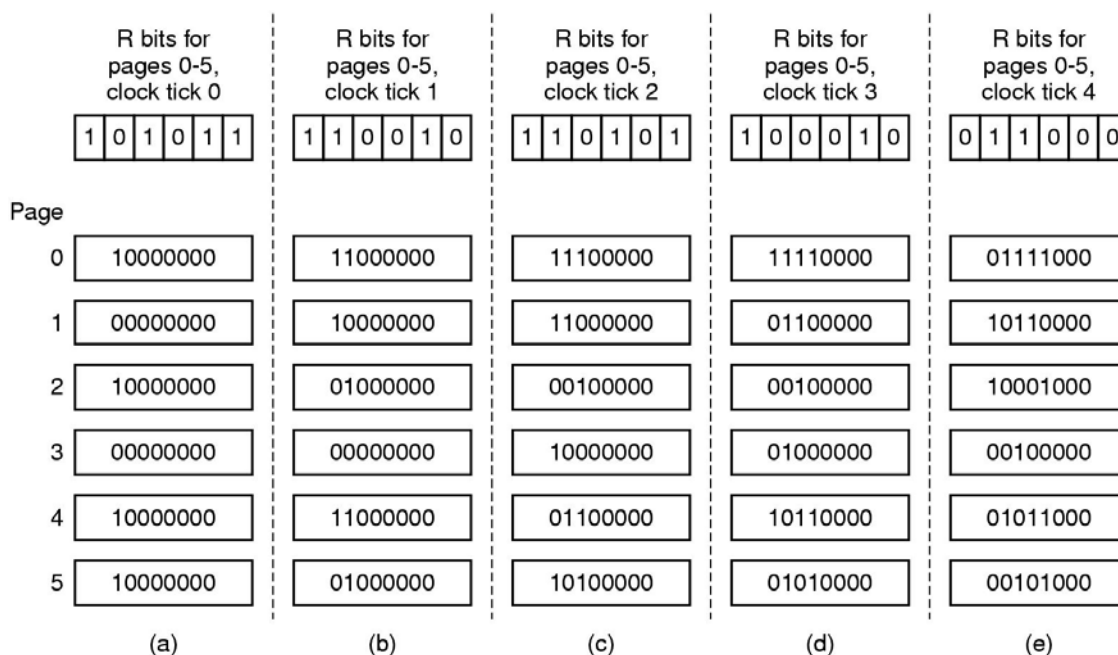 R bits for pages 0-5, clock tick 0
R bits for pages 0-5, clock tick 1
R bits for pages 0-5, clock tick 2
R bits for pages 0-5, clock tick 3
R bits for pages 0-5, clock tick 4
1 0 1 0 1 1
1 1 0 0 1 0
1 1 0 1 0 1
1 0 0 0 1 0
0 1 1 0 0 0
Page
0 10000000 11000000 11100000 11110000 01111000
1 00000000 10000000 11000000 01100000 10110000
2 10000000 01000000 00100000 00100000 10001000
3 00000000 00000000 10000000 01000000 00100000
4 10000000 11000000 01100000 10110000 01011000
5 10000000 01000000 10100000 01010000 00101000
(a) (b) (c) (d) (e)